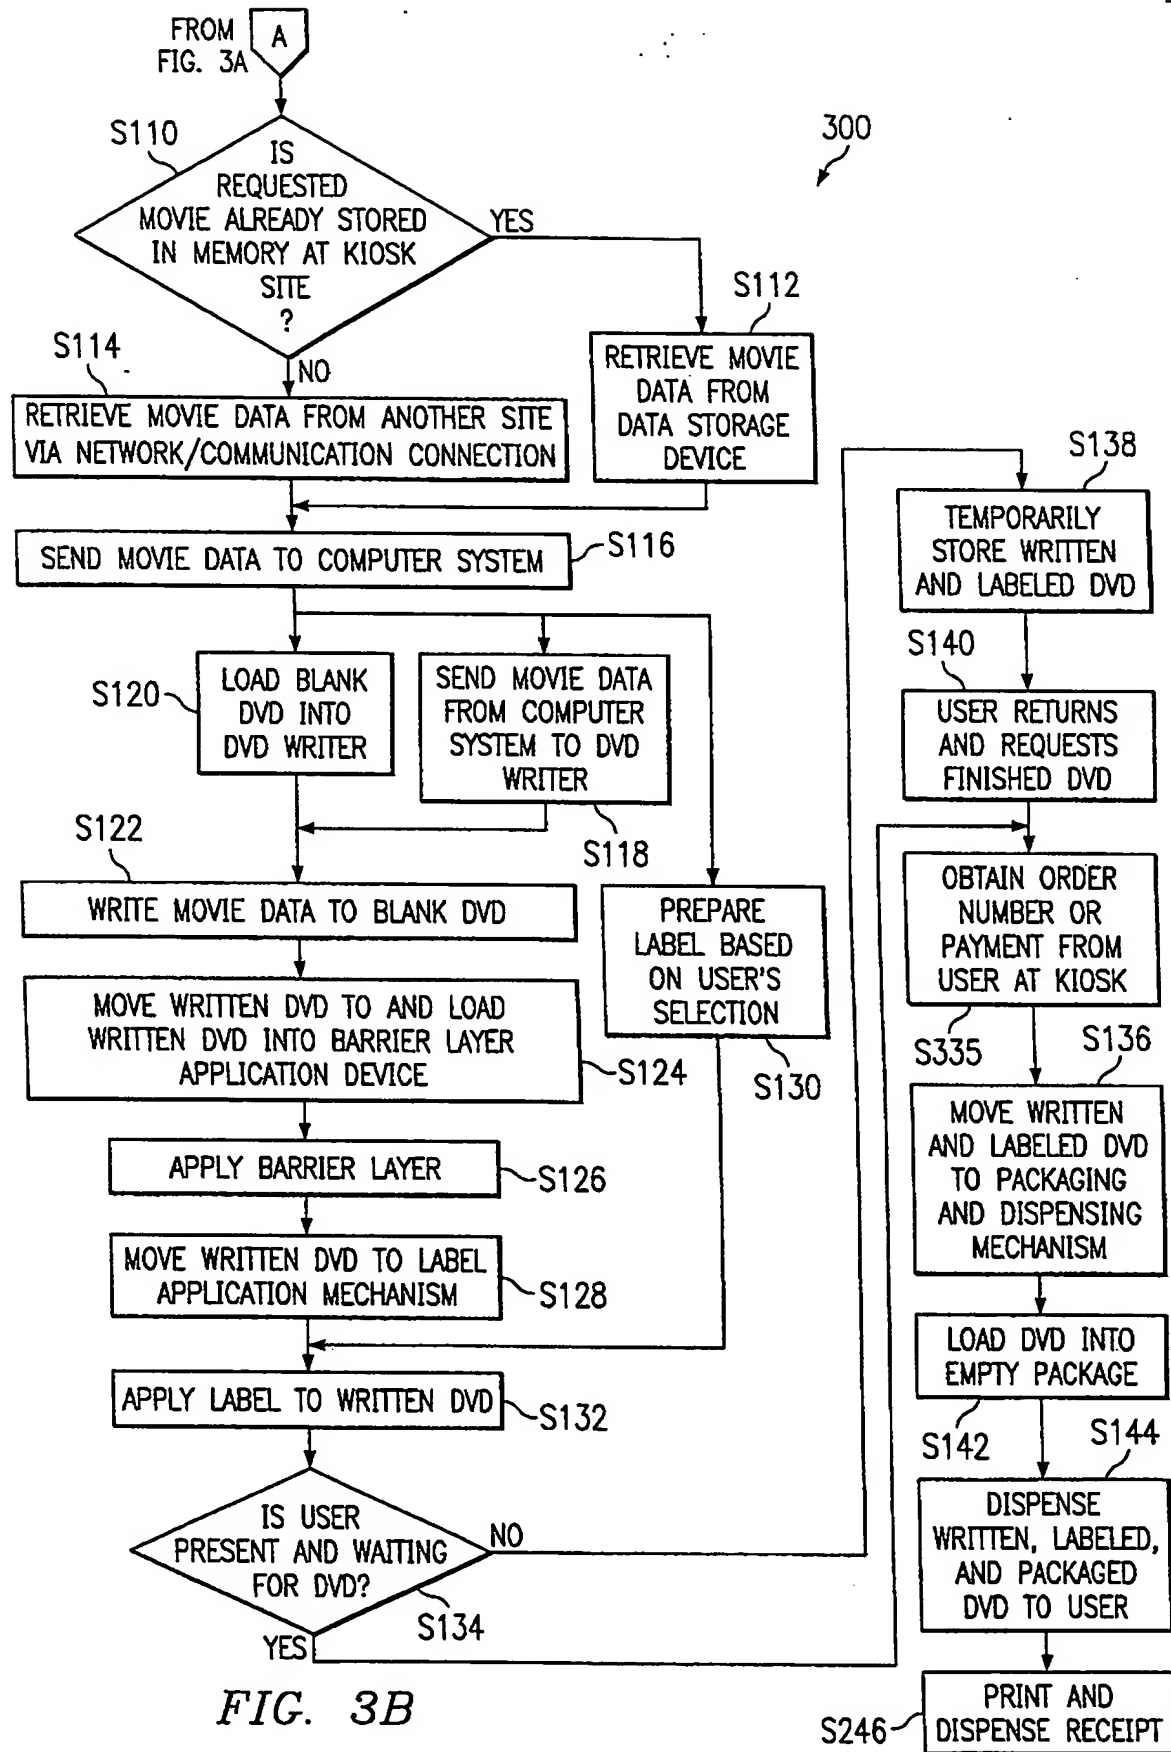 FROM
FIG. 3A
A
300
S110
IS
REQUESTED
MOVIE ALREADY STORED
IN MEMORY AT KIOSK
SITE
?
YES
NO
S112
RETRIEVE MOVIE
DATA FROM
DATA STORAGE
DEVICE
S114
RETRIEVE MOVIE DATA FROM ANOTHER SITE
VIA NETWORK/COMMUNICATION CONNECTION
SEND MOVIE DATA TO COMPUTER SYSTEM
S116
S120
LOAD BLANK
DVD INTO
DVD WRITER
SEND MOVIE DATA
FROM COMPUTER
SYSTEM TO DVD
WRITER
S118
S122
WRITE MOVIE DATA TO BLANK DVD
PREPARE
LABEL BASED
ON USER'S
SELECTION
S130
MOVE WRITTEN DVD TO AND LOAD
WRITTEN DVD INTO BARRIER LAYER
APPLICATION DEVICE
S124
APPLY BARRIER LAYER
S126
MOVE WRITTEN DVD TO LABEL
APPLICATION MECHANISM
S128
APPLY LABEL TO WRITTEN DVD
S132
IS USER
PRESENT AND WAITING
FOR DVD?
NO
S134
YES
S138
TEMPORARILY
STORE WRITTEN
AND LABELED DVD
S140
USER RETURNS
AND REQUESTS
FINISHED DVD
OBTAIN ORDER
NUMBER OR
PAYMENT FROM
USER AT KIOSK
S335
S136
MOVE WRITTEN
AND LABELED DVD
TO PACKAGING
AND DISPENSING
MECHANISM
LOAD DVD INTO
EMPTY PACKAGE
S142
S144
DISPENSE
WRITTEN, LABELED,
AND PACKAGED
DVD TO USER
PRINT AND
DISPENSE RECEIPT
S246
FIG. 3B